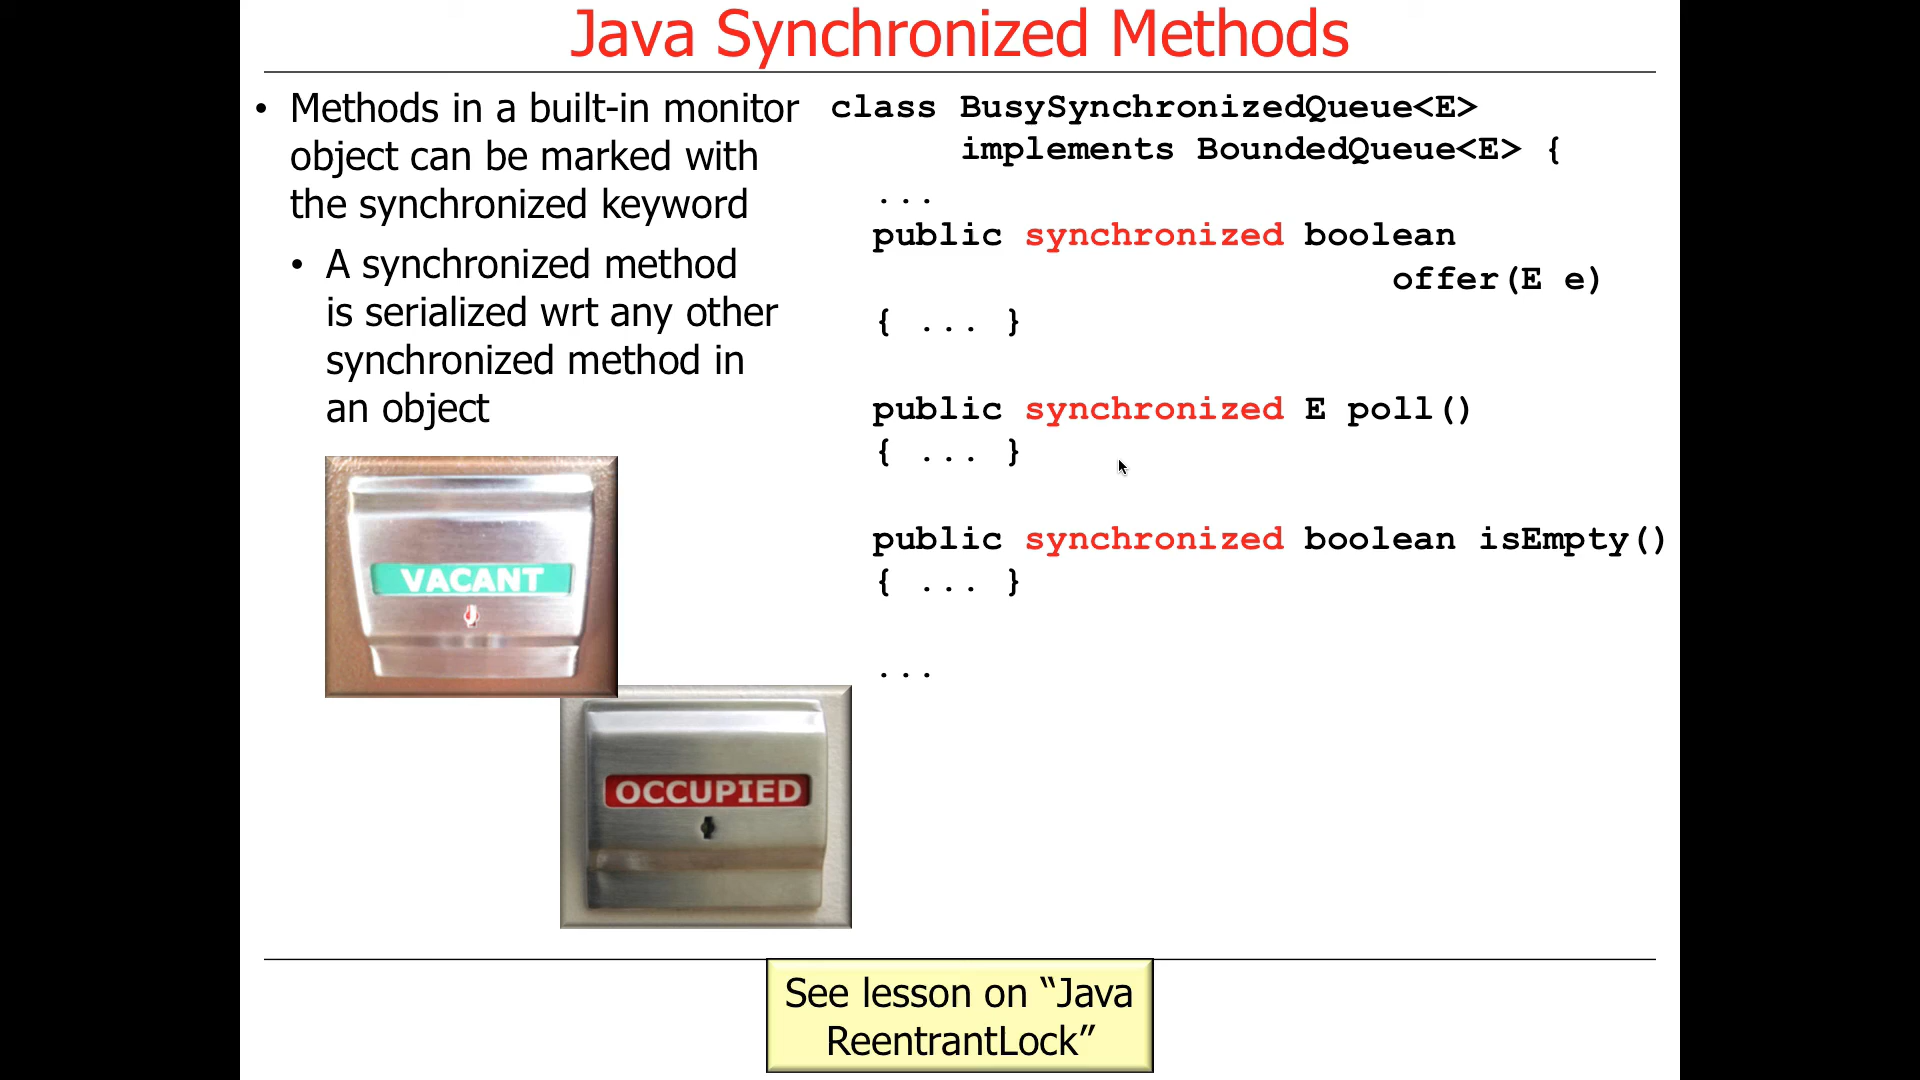 Java Synchronized Methods
• Methods in a built-in monitor
object can be marked with
the synchronized keyword
• A synchronized method
is serialized wrt any other
synchronized method in
an object
class BusySynchronizedQueue<E>
implements BoundedQueue<E> {
...
public synchronized boolean
offer(E e)
{ ... }
public synchronized E poll()
{ ... }
public synchronized boolean isEmpty()
{ ... }
...
VACANT
OCCUPIED
See lesson on “Java
ReentrantLock”